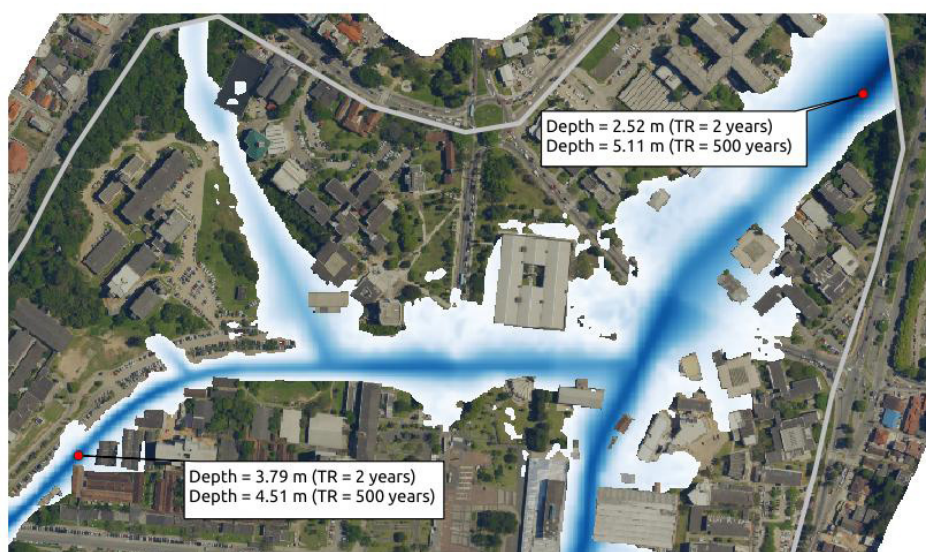 Depth = 2.52 m (TR = 2 years)
Depth = 5.11 m (TR = 500 years)
Depth = 3.79 m (TR = 2 years)
Depth = 4.51 m (TR = 500 years)